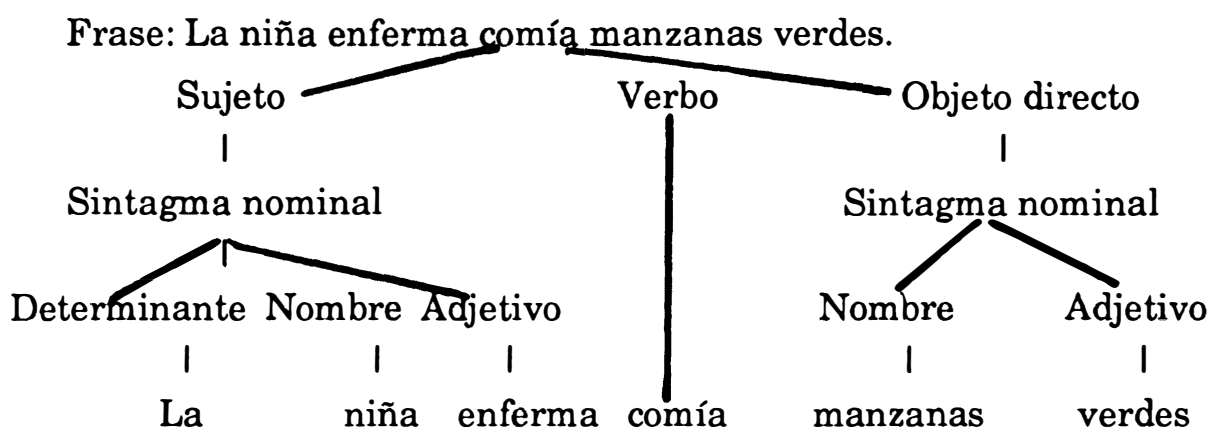 Frase: La niña enferma comía manzanas verdes.
Sujeto Verbo Objeto directo
Sintagma nominal Sintagma nominal
Determinante Nombre Adjetivo Nombre Adjetivo
La niña enferma comía manzanas verdes